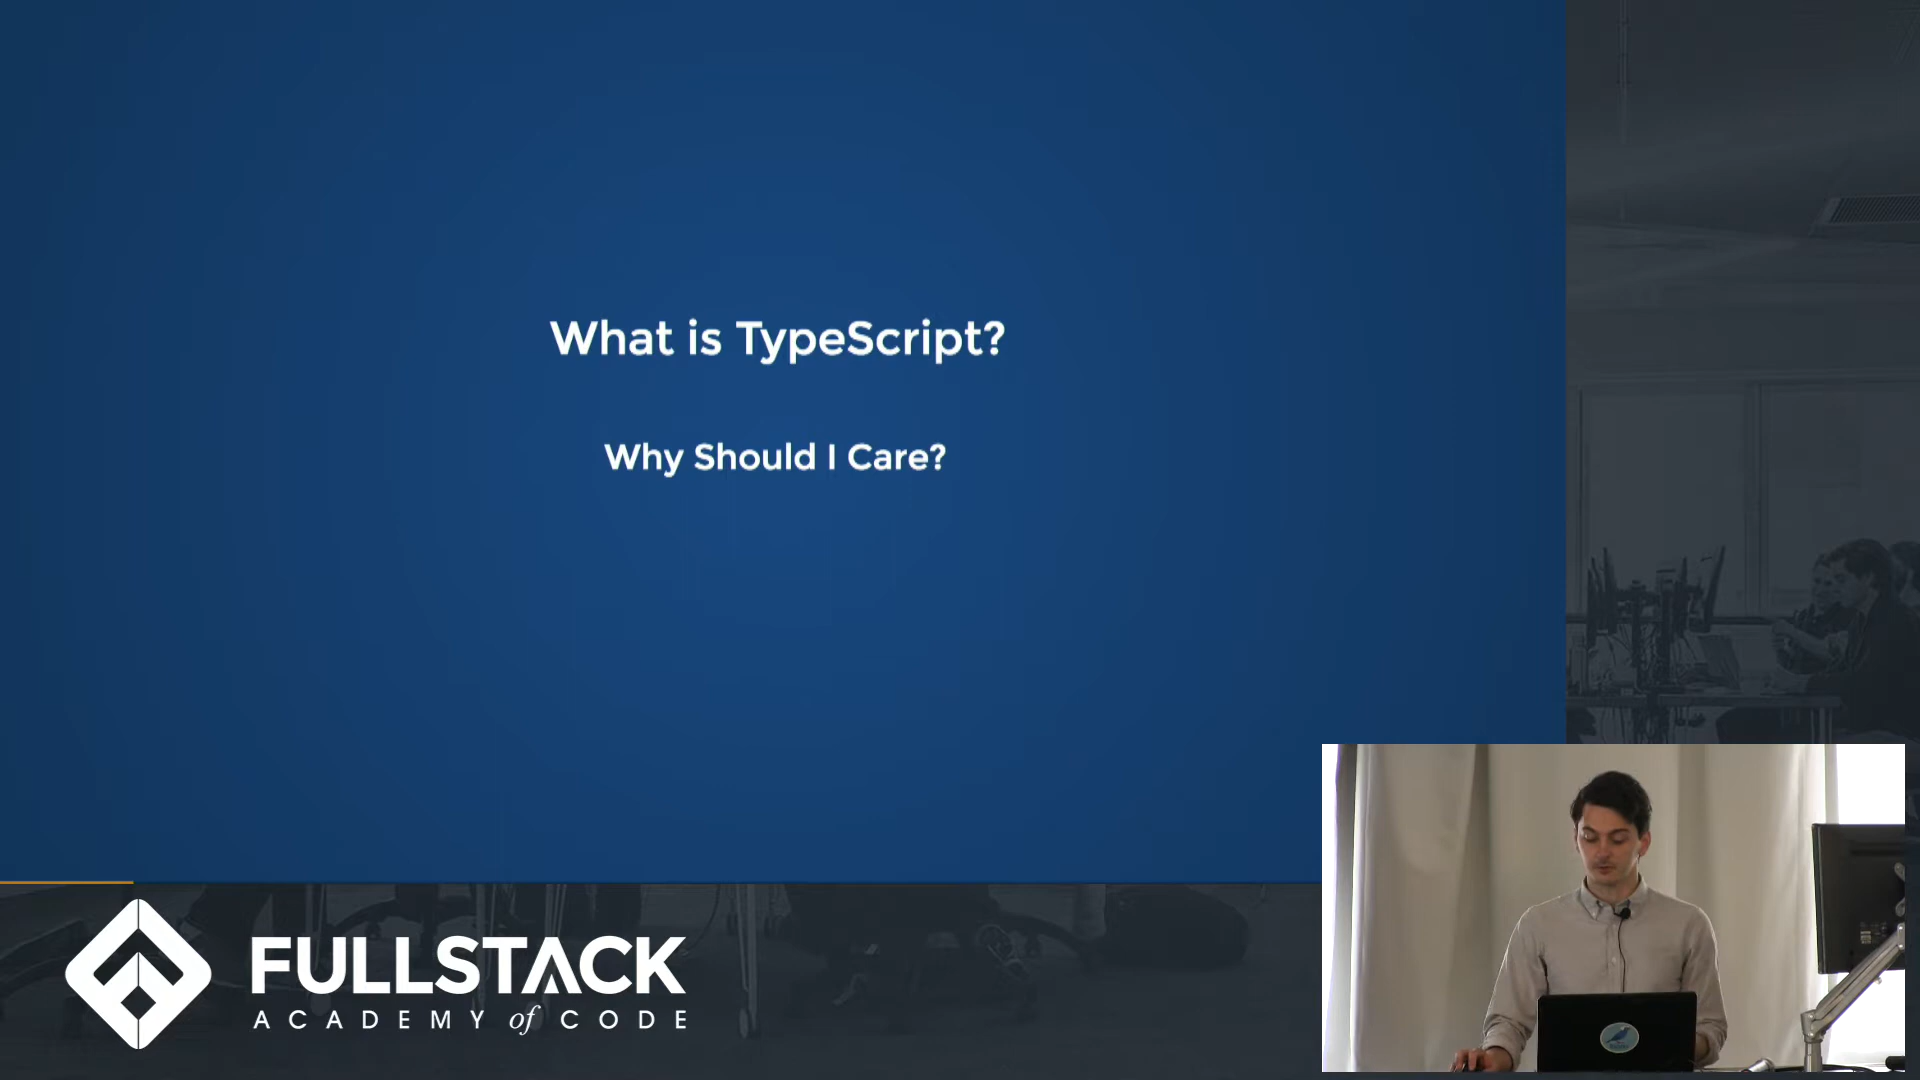 What is TypeScript?
Why Should I Care?
FULLSTACK
ACADEMY of CODE